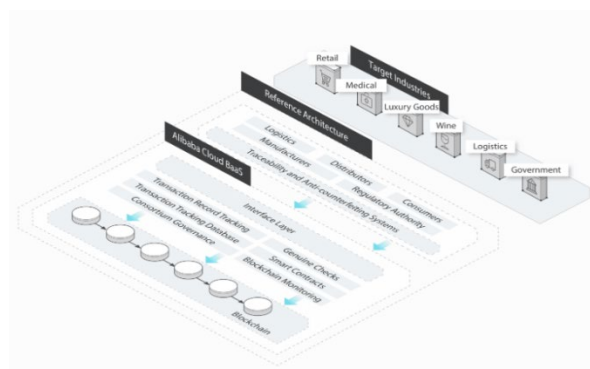 Retail
Target Industries
Medical
Luxury Goods
Wine
Logistics
Government
Reference Architecture
Logistics
Manufacturers
Distributors
Consumers
Traceability and Anti-counterfeiting Systems
Regulatory Authority
Alibaba Cloud BaaS
Interface Layer
Transaction Record Tracking
Transaction Tracking Database
Consortium Governance
Genuine Checks
Smart Contracts
Blockchain Monitoring
Blockchain